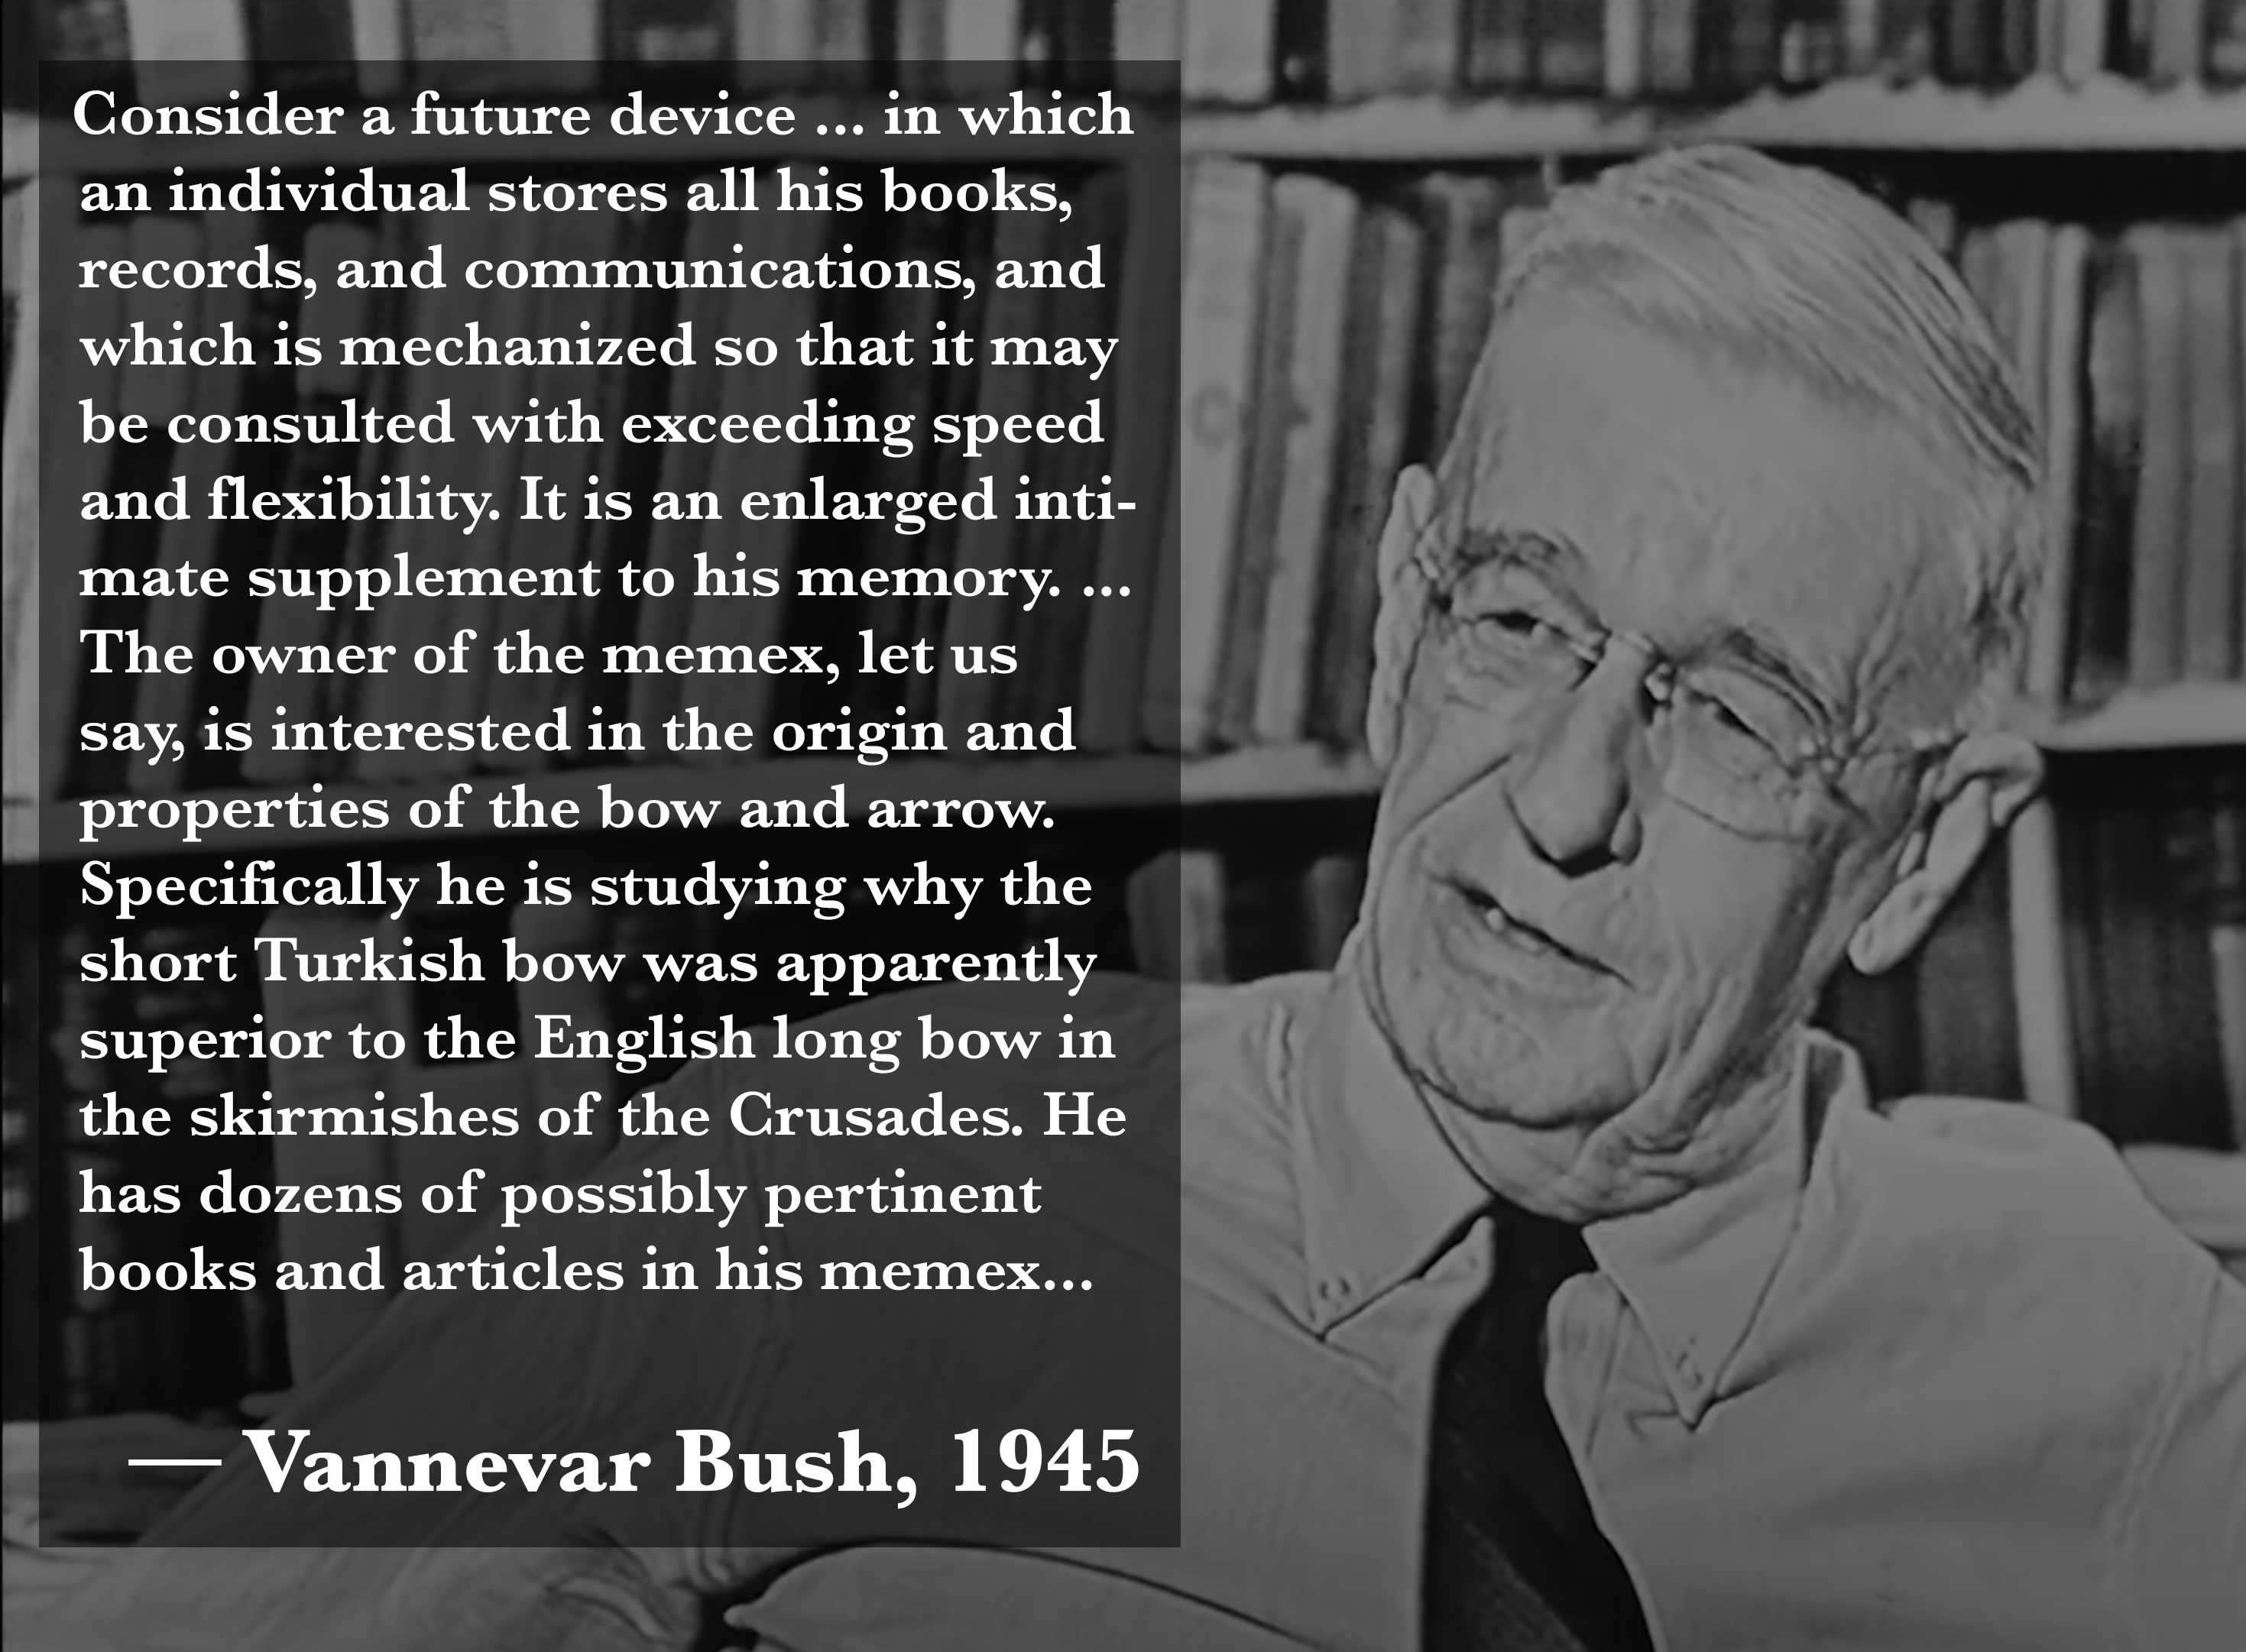 Consider a future device ... in which
an individual stores all his books,
records, and communications, and
which is mechanized so that it may
be consulted with exceeding speed
and flexibility. It is an enlarged inti-
mate supplement to his memory. ...
The owner of the memex, let us
say, is interested in the origin and
properties of the bow and arrow.
Specifically he is studying why the
short Turkish bow was apparently
superior to the English long bow in
the skirmishes of the Crusades. He
has dozens of possibly pertinent
books and articles in his memex...
— Vannevar Bush, 1945